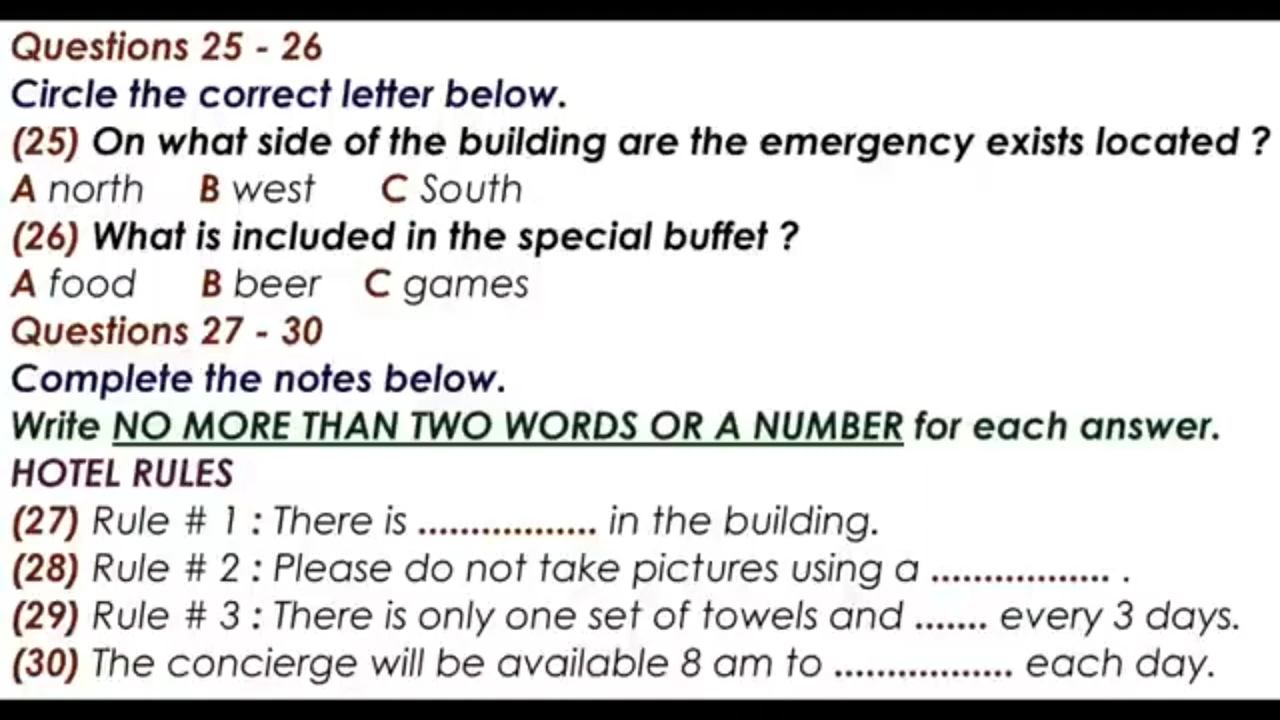 Questions 25 - 26
Circle the correct letter below.
(25) On what side of the building are the emergency exists located ?
A north B west C South
(26) What is included in the special buffet ?
A food B beer C games
Questions 27 - 30
Complete the notes below.
Write NO MORE THAN TWO WORDS OR A NUMBER for each answer.
HOTEL RULES
(27) Rule # 1 : There is ................. in the building.
(28) Rule # 2 : Please do not take pictures using a ................. .
(29) Rule # 3 : There is only one set of towels and ....... every 3 days.
(30) The concierge will be available 8 am to ................. each day.